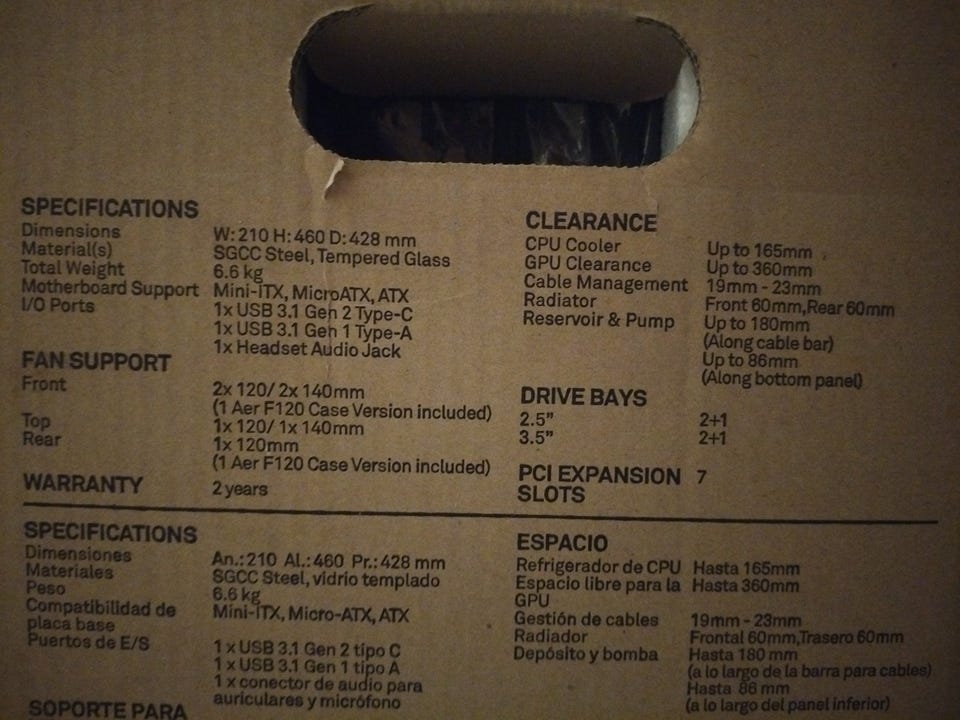 SPECIFICATIONS
Dimensions W: 210 H: 460 D: 428 mm
Material(s) SGCC Steel, Tempered Glass
Total Weight 6.6 kg
Motherboard Support Mini-ITX, MicroATX, ATX
I/O Ports 1x USB 3.1 Gen 2 Type-C
1x USB 3.1 Gen 1 Type-A
1x Headset Audio Jack
FAN SUPPORT
Front 2x 120/ 2x 140mm
(1 Aer F120 Case Version included)
Top 1x 120/ 1x 140mm
Rear 1x 120mm
(1 Aer F120 Case Version included)
WARRANTY 2 years
CLEARANCE
CPU Cooler Up to 165mm
GPU Clearance Up to 360mm
Cable Management 19mm - 23mm
Radiator Front 60mm,Rear 60mm
Reservoir & Pump Up to 180mm
(Along cable bar)
Up to 86mm
(Along bottom panel)
DRIVE BAYS
2.5" 2+1
3.5" 2+1
PCI EXPANSION 7
SLOTS
SPECIFICATIONS
Dimensiones An.:210 Al.:460 Pr.:428 mm
Materiales SGCC Steel, vidrio templado
Peso 6.6 kg
Compatibilidad de Mini-ITX, Micro-ATX, ATX
placa base
Puertos de E/S 1 x USB 3.1 Gen 2 tipo C
1 x USB 3.1 Gen 1 tipo A
1 x conector de audio para
auriculares y micrófono
SOPORTE PARA
ESPACIO
Refrigerador de CPU Hasta 165mm
Espacio libre para la Hasta 360mm
GPU
Gestión de cables 19mm - 23mm
Radiador Frontal 60mm,Trasero 60mm
Depósito y bomba Hasta 180 mm
(a lo largo de la barra para cables)
Hasta 86 mm
(a lo largo del panel inferior)